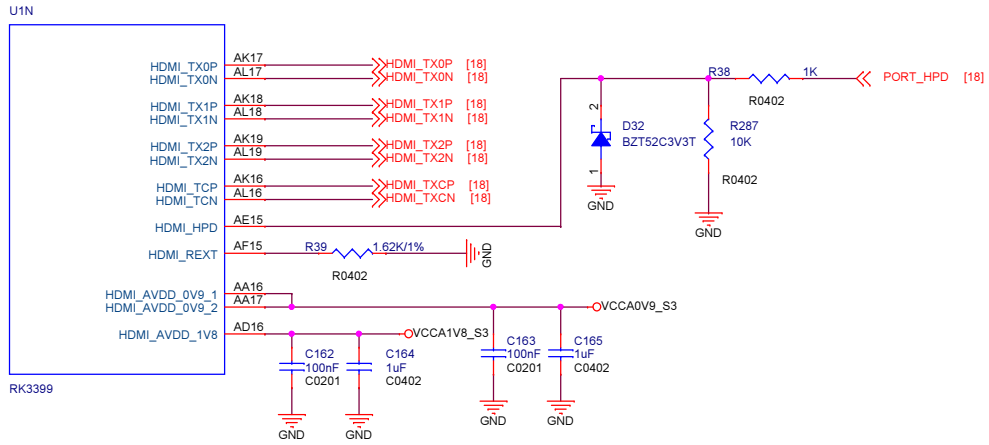 U1N
HDMI_TX0P AK17 HDMI_TX0P [18]
HDMI_TX0N AL17 HDMI_TX0N [18]
R38 1K PORT_HPD [18]
R0402
HDMI_TX1P AK18 HDMI_TX1P [18]
HDMI_TX1N AL18 HDMI_TX1N [18]
2 D32 R287
BZT52C3V3T 10K
HDMI_TX2P AK19 HDMI_TX2P [18]
HDMI_TX2N AL19 HDMI_TX2N [18]
1 R0402
HDMI_TCP AK16 HDMI_TXCP [18]
HDMI_TCN AL16 HDMI_TXCN [18]
GND
HDMI_HPD AE15
GND
HDMI_REXT AF15 R39 1.62K/1% GND
R0402
HDMI_AVDD_0V9_1 AA16
HDMI_AVDD_0V9_2 AA17 VCCA0V9_S3
HDMI_AVDD_1V8 AD16 VCCA1V8_S3
C162 C164 C163 C165
100nF 1uF 100nF 1uF
C0201 C0402 C0201 C0402
RK3399
GND GND GND GND